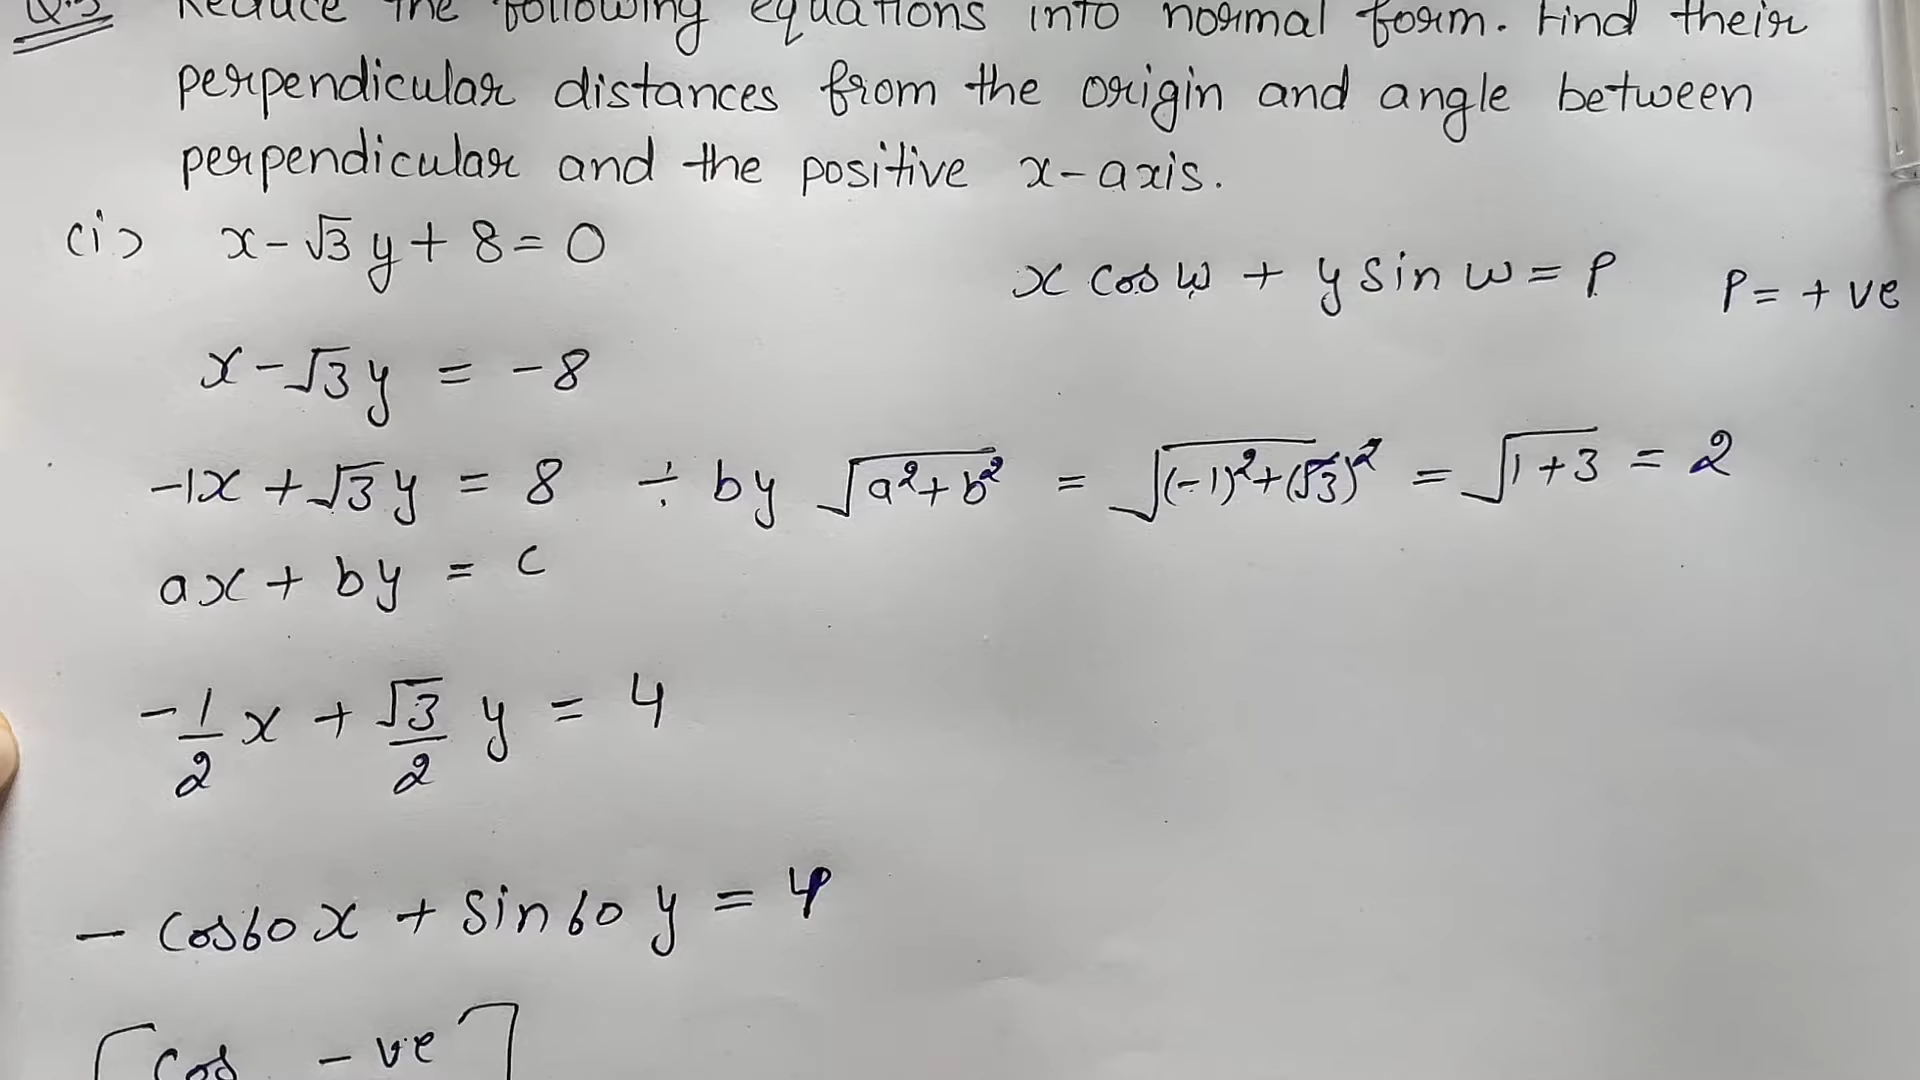 Q.3 Reduce the following equations into normal form. Find their
perpendicular distances from the origin and angle between
perpendicular and the positive x-axis.
(i) x - √3 y + 8 = 0
x cos w + y sin w = P P = + ve
x - √3 y = -8
-1x + √3 y = 8 ÷ by √a²+b² = √(-1)²+(√3)² = √1+3 = 2
ax + by = c
-1/2 x + √3/2 y = 4
- cos60 x + sin60 y = 4
[cos - ve]